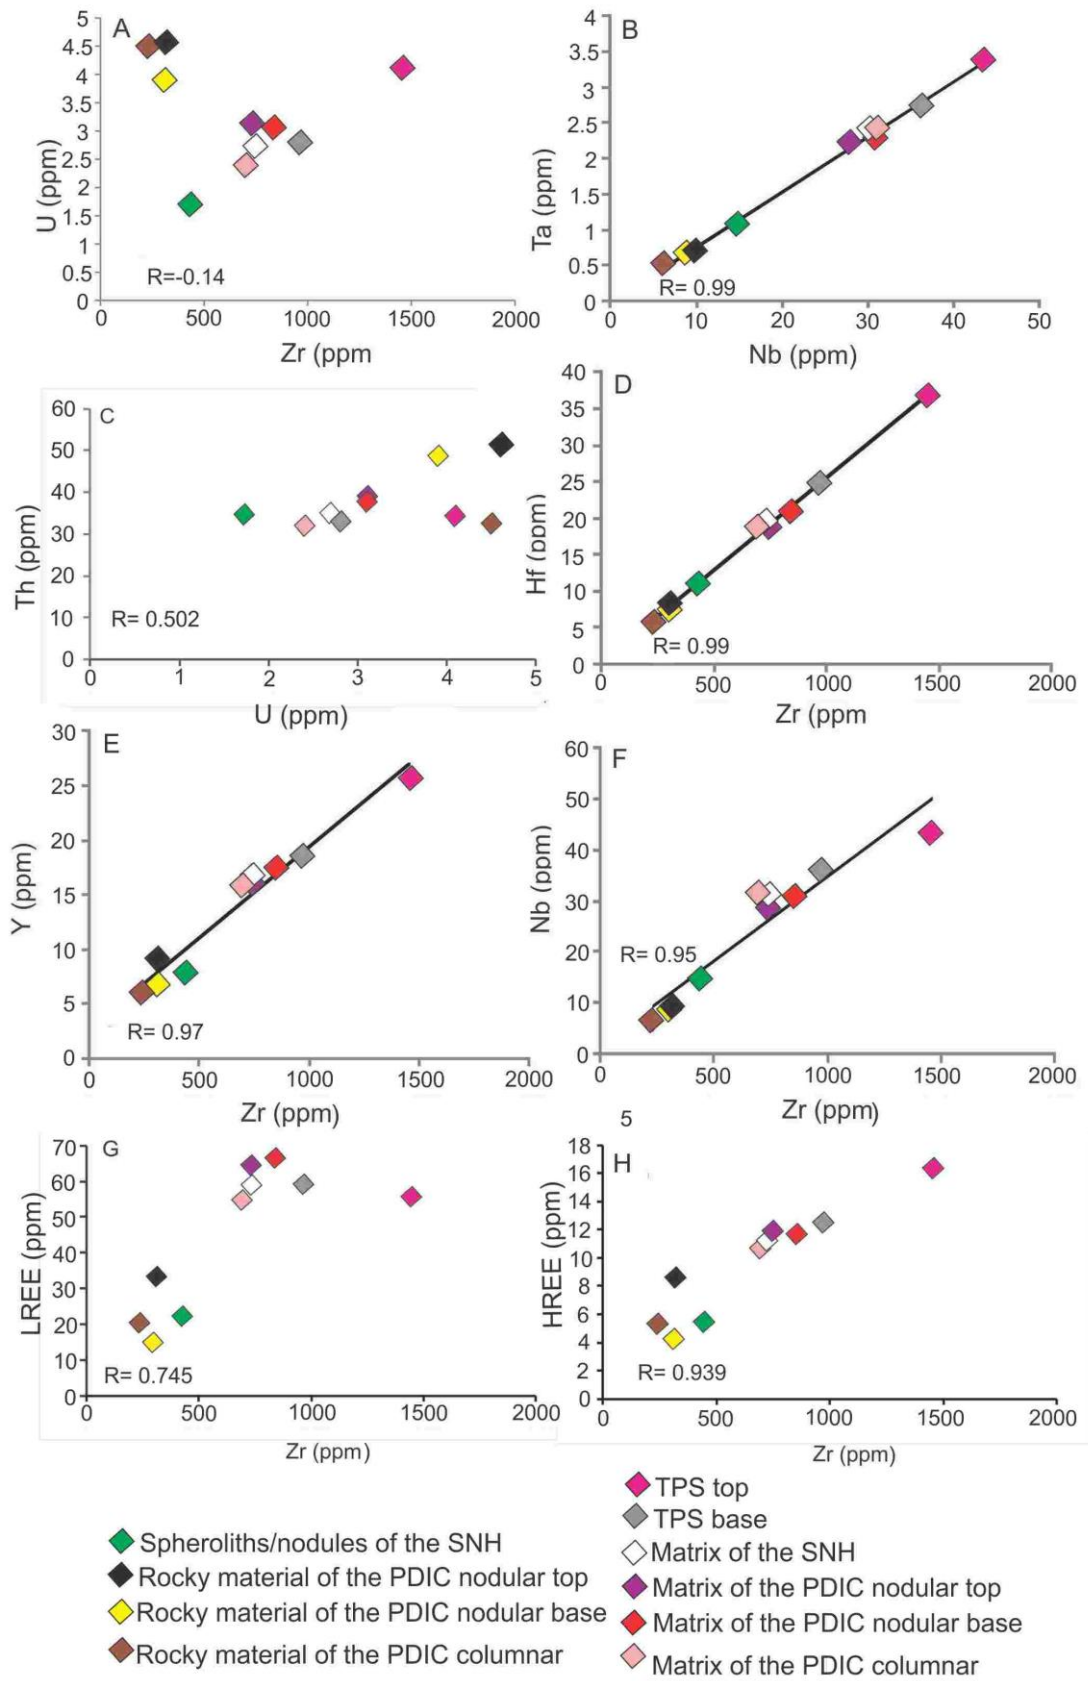 A
5
4.5
4
3.5
3
2.5
2
1.5
1
0.5
0
U (ppm)
R=-0.14
0 500 1000 1500 2000
Zr (ppm
B
4
3.5
3
2.5
2
1.5
1
0.5
0
Ta (ppm)
R= 0.99
0 10 20 30 40 50
Nb (ppm)
C
60
50
40
30
20
10
0
Th (ppm)
R= 0.502
0 1 2 3 4 5
U (ppm)
D
40
35
30
25
20
15
10
5
0
Hf (ppm)
R= 0.99
0 500 1000 1500 2000
Zr (ppm
E
30
25
20
15
10
5
0
Y (ppm)
R= 0.97
0 500 1000 1500 2000
Zr (ppm)
F
60
50
40
30
20
10
0
Nb (ppm)
R= 0.95
0 500 1000 1500 2000
Zr (ppm)
5
G
70
60
50
40
30
20
10
0
LREE (ppm)
R= 0.745
0 500 1000 1500 2000
Zr (ppm)
H
18
16
14
12
10
8
6
4
2
0
HREE (ppm)
R= 0.939
0 500 1000 1500 2000
Zr (ppm)
Spheroliths/nodules of the SNH
Rocky material of the PDIC nodular top
Rocky material of the PDIC nodular base
Rocky material of the PDIC columnar
TPS top
TPS base
Matrix of the SNH
Matrix of the PDIC nodular top
Matrix of the PDIC nodular base
Matrix of the PDIC columnar